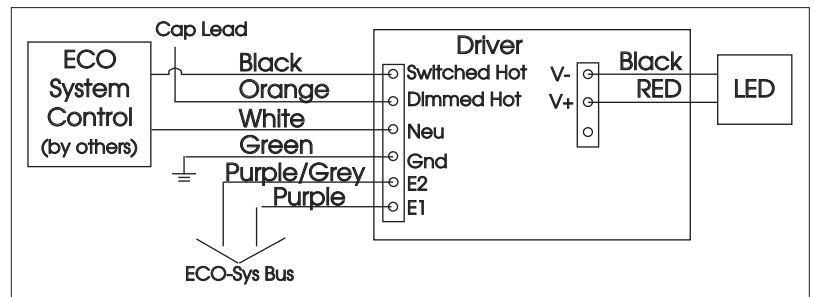 Cap Lead
ECO
System
Control
(by others)
Black
Orange
White
Green
Purple/Grey
Purple
ECO-Sys Bus
Driver
Switched Hot
Dimmed Hot
Neu
Gnd
E2
E1
V-
V+
Black
RED
LED